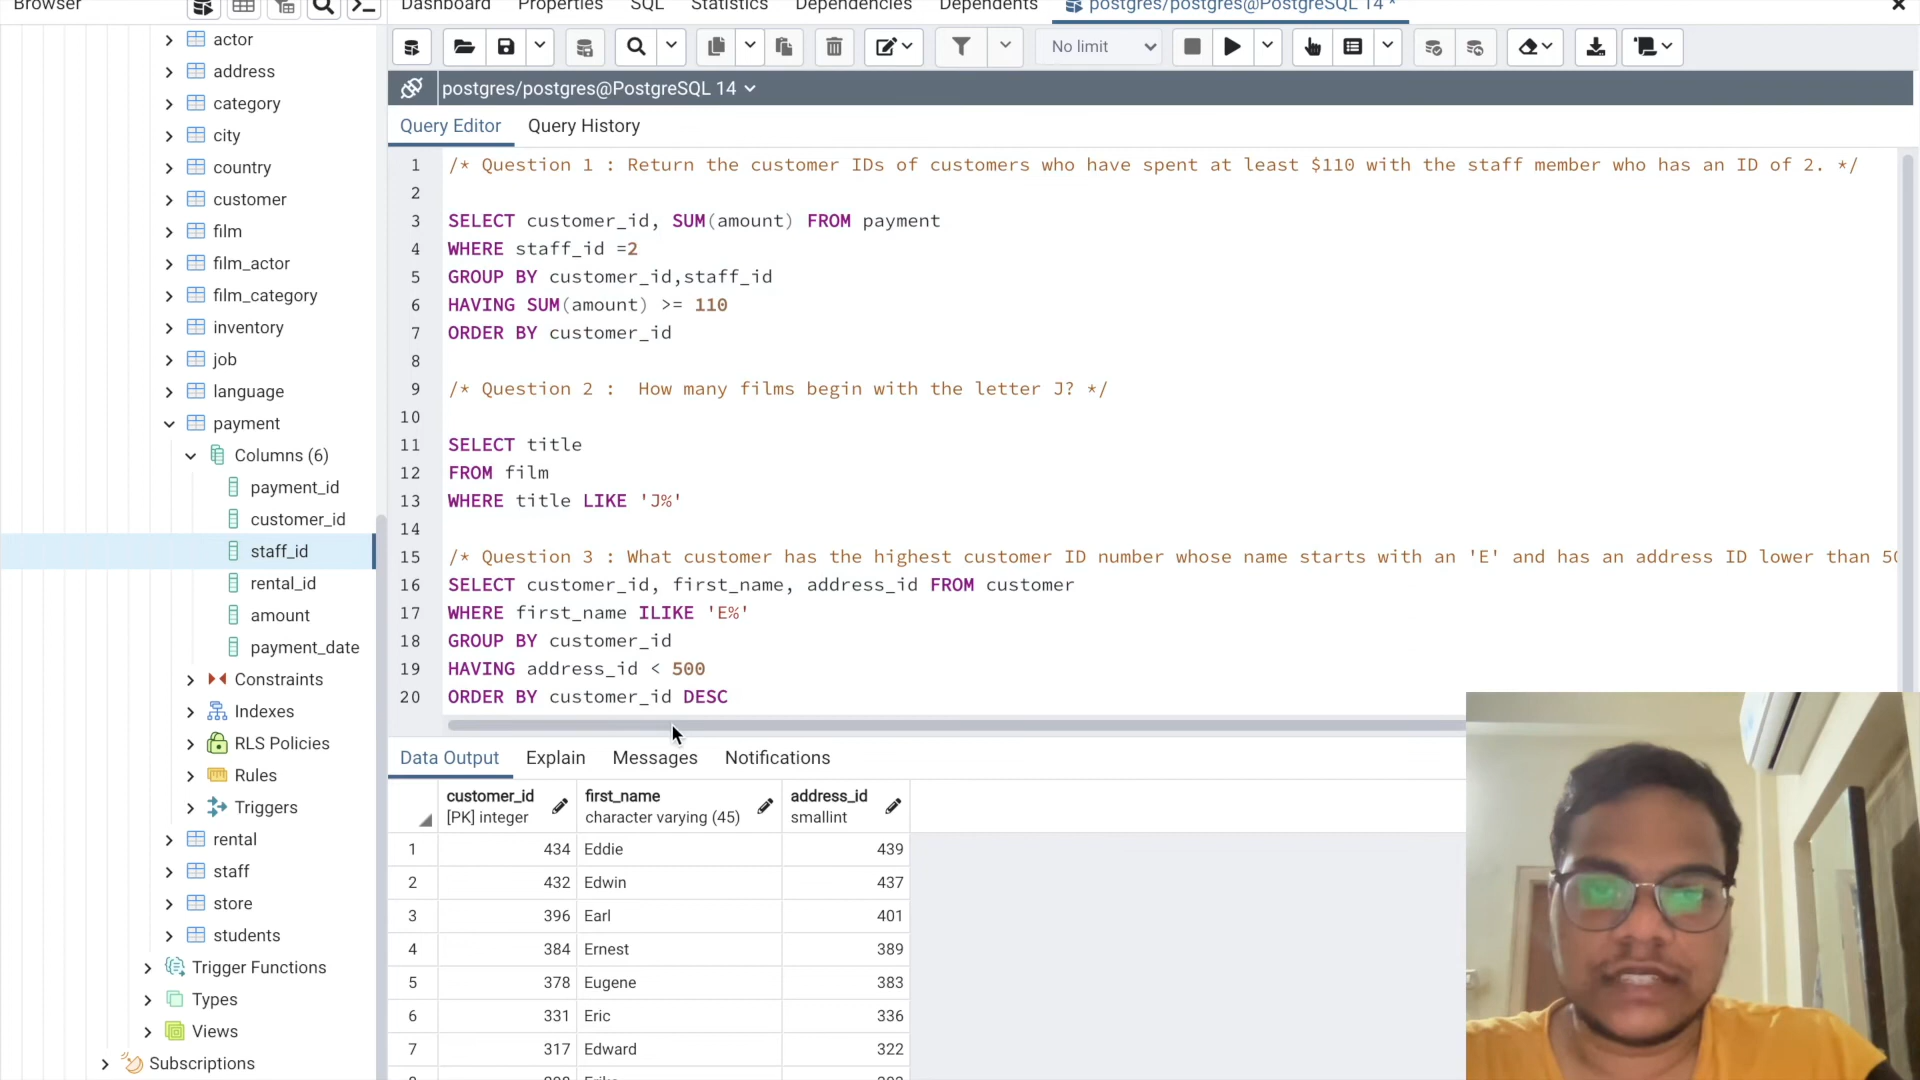 Browser
Dashboard Properties SQL Statistics Dependencies Dependents postgres/postgres@PostgreSQL 14 *
No limit
postgres/postgres@PostgreSQL 14
Query Editor Query History
actor
address
category
city
country
customer
film
film_actor
film_category
inventory
job
language
payment
Columns (6)
payment_id
customer_id
staff_id
rental_id
amount
payment_date
Constraints
Indexes
RLS Policies
Rules
Triggers
rental
staff
store
students
Trigger Functions
Types
Views
Subscriptions
1 /* Question 1 : Return the customer IDs of customers who have spent at least $110 with the staff member who has an ID of 2. */
2
3 SELECT customer_id, SUM(amount) FROM payment
4 WHERE staff_id =2
5 GROUP BY customer_id,staff_id
6 HAVING SUM(amount) >= 110
7 ORDER BY customer_id
8
9 /* Question 2 :  How many films begin with the letter J? */
10
11 SELECT title
12 FROM film
13 WHERE title LIKE 'J%'
14
15 /* Question 3 : What customer has the highest customer ID number whose name starts with an 'E' and has an address ID lower than 50
16 SELECT customer_id, first_name, address_id FROM customer
17 WHERE first_name ILIKE 'E%'
18 GROUP BY customer_id
19 HAVING address_id < 500
20 ORDER BY customer_id DESC
Data Output Explain Messages Notifications
customer_id first_name address_id
[PK] integer character varying (45) smallint
1 434 Eddie 439
2 432 Edwin 437
3 396 Earl 401
4 384 Ernest 389
5 378 Eugene 383
6 331 Eric 336
7 317 Edward 322